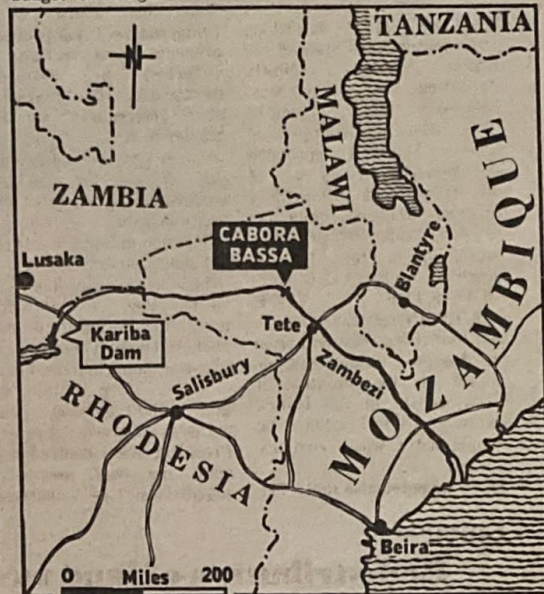 TANZANIA
N
MALAWI
ZAMBIA
MOZAMBIQUE
CABORA
BASSA
Lusaka
Blantyre
Kariba
Dam
Tete
Zambezi
Salisbury
RHODESIA
Beira
0 Miles 200